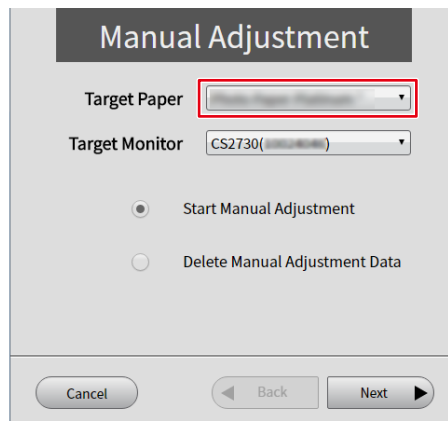 Manual Adjustment
Target Paper
Target Monitor CS2730( )
Start Manual Adjustment
Delete Manual Adjustment Data
Cancel Back Next